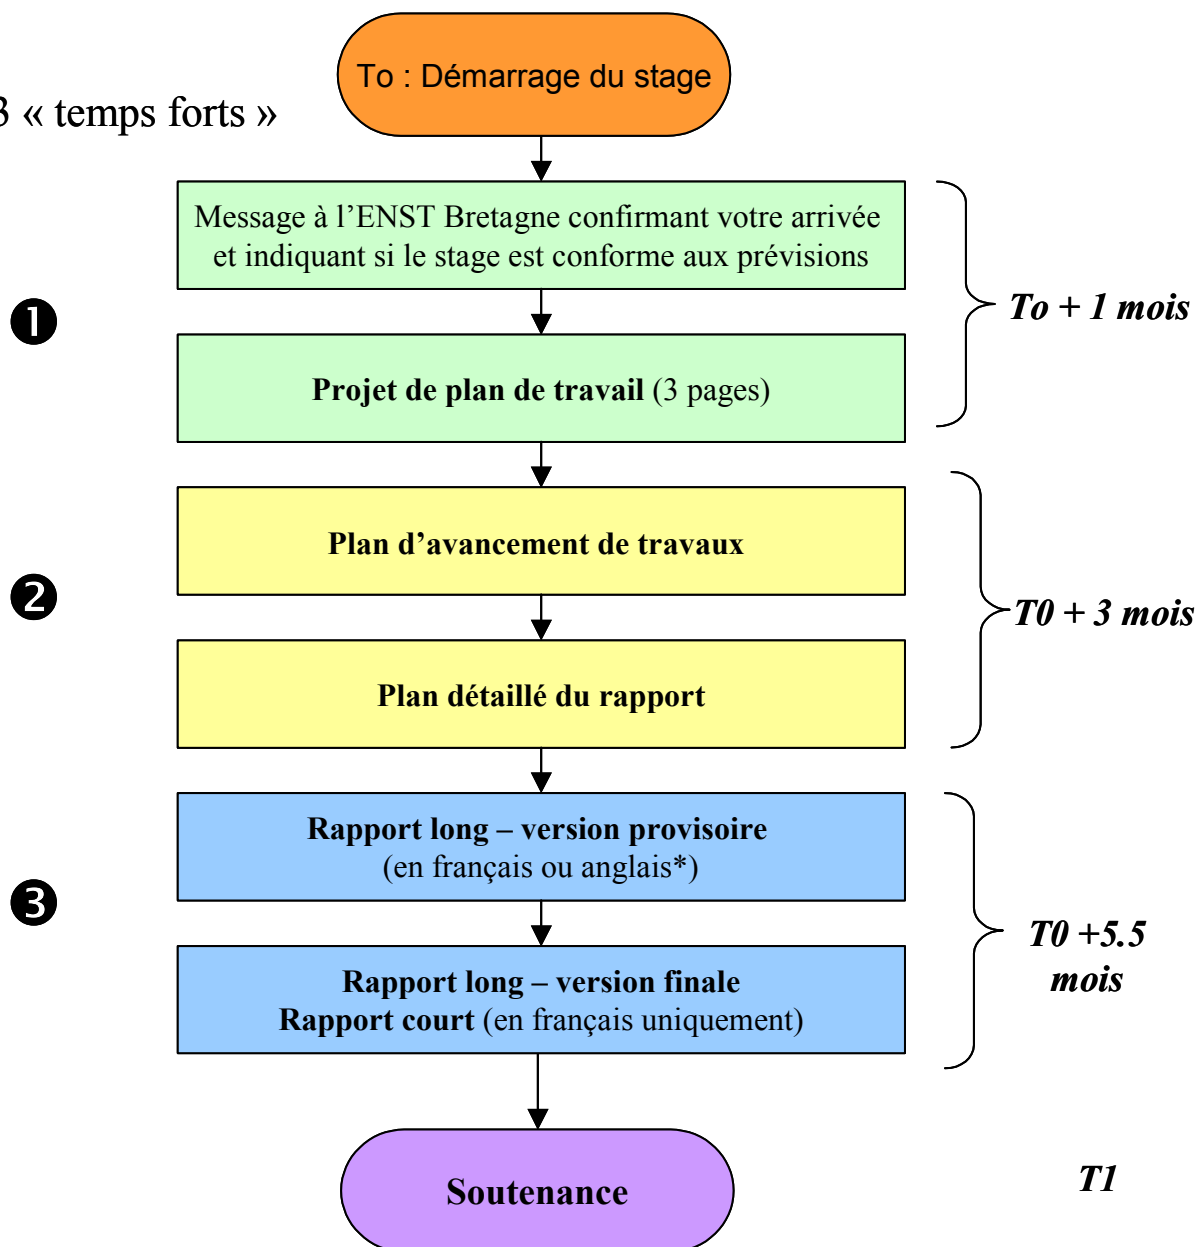 To : Démarrage du stage
3 « temps forts »
Message à l’ENST Bretagne confirmant votre arrivée
et indiquant si le stage est conforme aux prévisions
To + 1 mois
❶
Projet de plan de travail (3 pages)
Plan d’avancement de travaux
❷
T0 + 3 mois
Plan détaillé du rapport
Rapport long – version provisoire
(en français ou anglais*)
❸
T0 +5.5
mois
Rapport long – version finale
Rapport court (en français uniquement)
Soutenance
T1